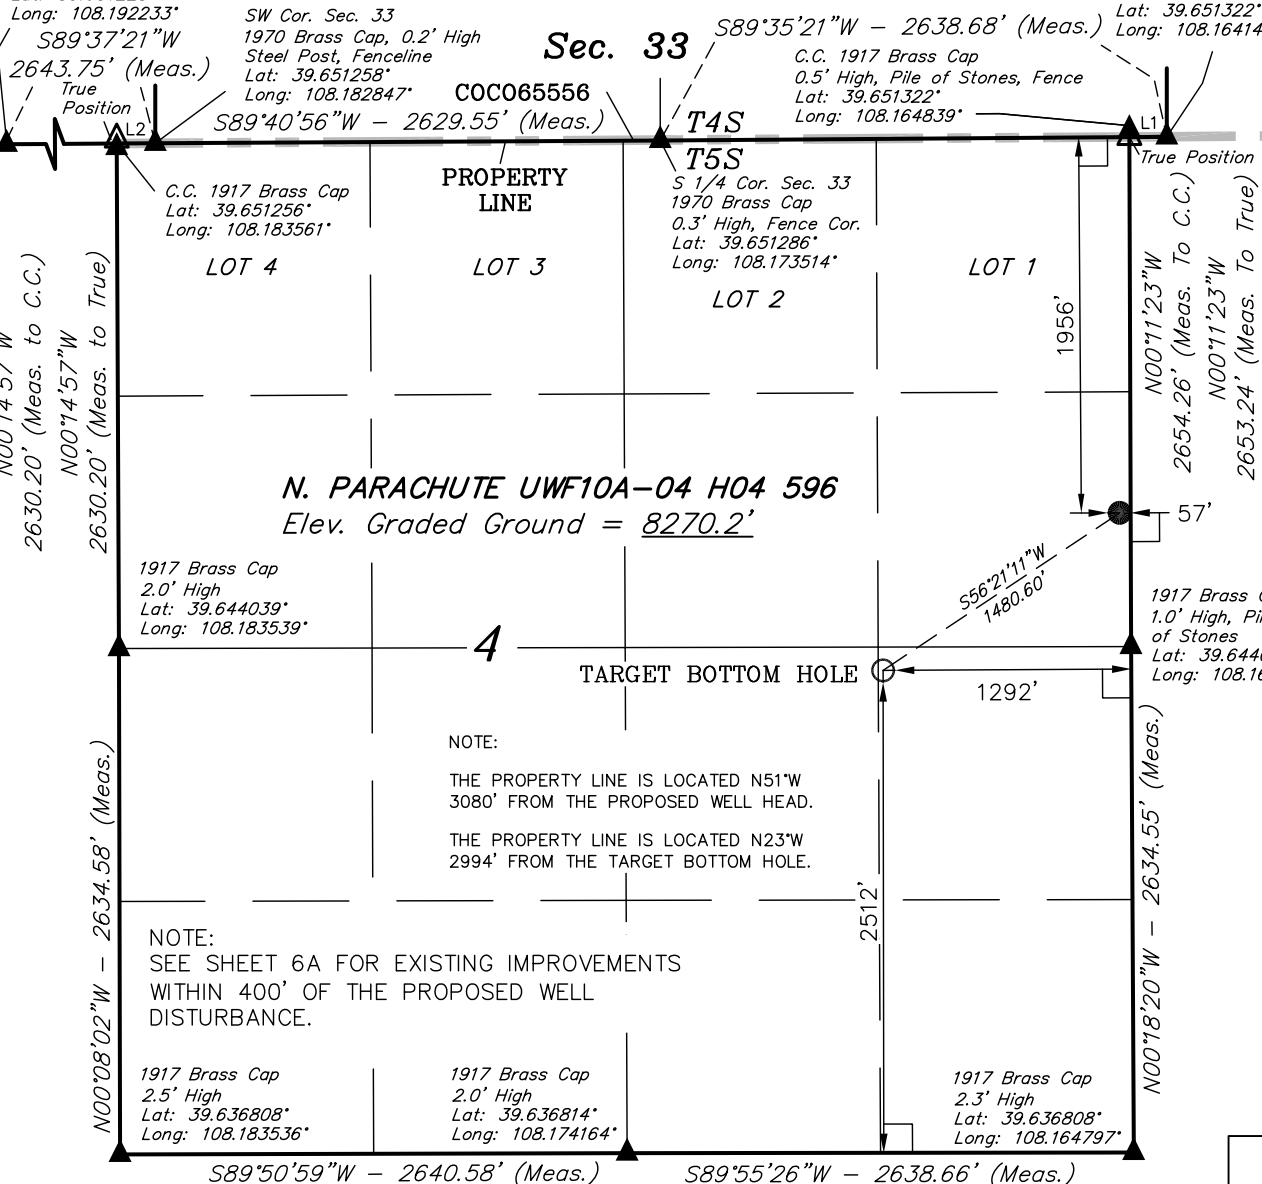 Long: 108.192233°
S89°37'21"W
2643.75' (Meas.)
True
Position
L2
SW Cor. Sec. 33
1970 Brass Cap, 0.2' High
Steel Post, Fenceline
Lat: 39.651258°
Long: 108.182847°
S89°40'56"W – 2629.55' (Meas.)
COC065556
Sec. 33
S89°35'21"W – 2638.68' (Meas.)
C.C. 1917 Brass Cap
0.5' High, Pile of Stones, Fence
Lat: 39.651322°
Long: 108.164839°
Lat: 39.651322°
Long: 108.16414
L1
True Position
T4S
T5S
PROPERTY
LINE
S 1/4 Cor. Sec. 33
1970 Brass Cap
0.3' High, Fence Cor.
Lat: 39.651286°
Long: 108.173514°
C.C. 1917 Brass Cap
Lat: 39.651256°
Long: 108.183561°
LOT 4
LOT 3
LOT 2
LOT 1
N00°14'57"W
2630.20' (Meas. to C.C.)
N00°14'57"W
2630.20' (Meas. to True)
1956'
N00°11'23"W
2654.26' (Meas. To C.C.)
N00°11'23"W
2653.24' (Meas. To True)
N. PARACHUTE UWF10A–04 H04 596
Elev. Graded Ground = 8270.2'
57'
S56°21'11"W
1480.60'
1917 Brass Cap
2.0' High
Lat: 39.644039°
Long: 108.183539°
4
1917 Brass
1.0' High,
of Stones
Lat:
Long:
TARGET BOTTOM HOLE
1292'
NOTE:
THE PROPERTY LINE IS LOCATED N51°W
3080' FROM THE PROPOSED WELL HEAD.
THE PROPERTY LINE IS LOCATED N23°W
2994' FROM THE TARGET BOTTOM HOLE.
2512'
N00°08'02"W – 2634.58' (Meas.)
N00°18'20"W – 2634.55' (Meas.)
NOTE:
SEE SHEET 6A FOR EXISTING IMPROVEMENTS
WITHIN 400' OF THE PROPOSED WELL
DISTURBANCE.
1917 Brass Cap
2.5' High
Lat: 39.636808°
Long: 108.183536°
1917 Brass Cap
2.0' High
Lat: 39.636814°
Long: 108.174164°
1917 Brass Cap
2.3' High
Lat: 39.636808°
Long: 108.164797°
S89°50'59"W – 2640.58' (Meas.)
S89°55'26"W – 2638.66' (Meas.)